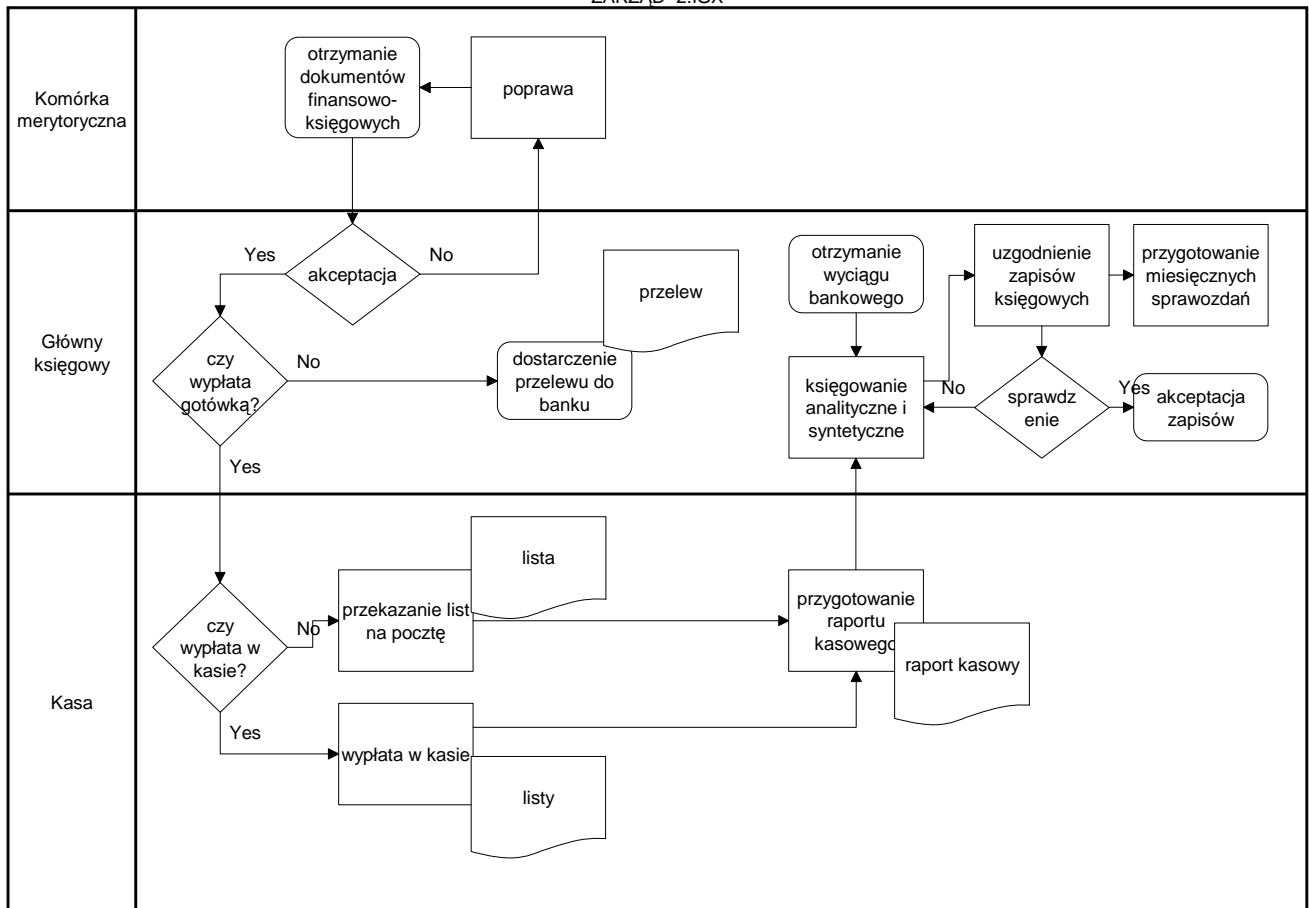 Komórka
merytoryczna
otrzymanie
dokumentów
finansowo-
księgowych
poprawa
Główny
księgowy
Yes
akceptacja
No
przelew
otrzymanie
wyciągu
bankowego
uzgodnienie
zapisów
księgowych
przygotowanie
miesięcznych
sprawozdań
czy
wypłata
gotówką?
No
dostarczenie
przelewu do
banku
księgowanie
analityczne i
syntetyczne
No
sprawdz
enie
Yes
akceptacja
zapisów
Yes
Kasa
czy
wypłata w
kasie?
No
przekazanie list
na pocztę
lista
przygotowanie
raportu
kasowego
raport kasowy
Yes
wypłata w kasie
listy